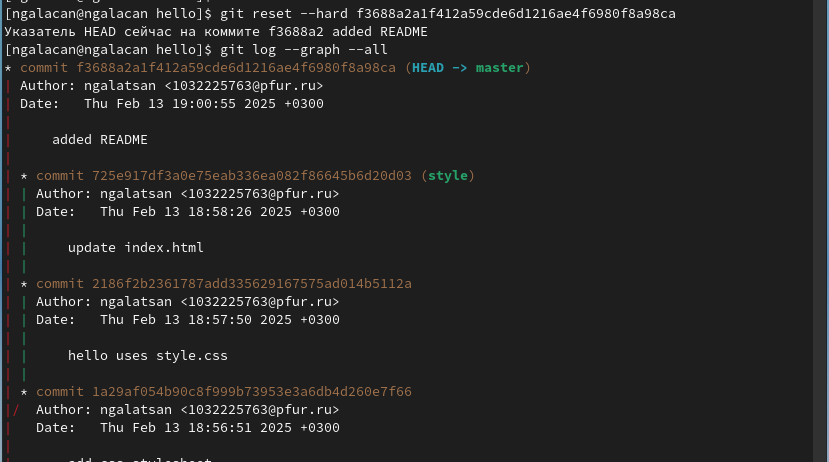 [ngalacan@ngalacan hello]$ git reset --hard f3688a2a1f412a59cde6d1216ae4f6980f8a98ca
Указатель HEAD сейчас на коммите f3688a2 added README
[ngalacan@ngalacan hello]$ git log --graph --all
* commit f3688a2a1f412a59cde6d1216ae4f6980f8a98ca (HEAD -> master)
| Author: ngalatsan <1032225763@pfur.ru>
| Date:   Thu Feb 13 19:00:55 2025 +0300
|
|     added README
|
| * commit 725e917df3a0e75eab336ea082f86645b6d20d03 (style)
| | Author: ngalatsan <1032225763@pfur.ru>
| | Date:   Thu Feb 13 18:58:26 2025 +0300
| |
| |     update index.html
| |
| * commit 2186f2b2361787add335629167575ad014b5112a
| | Author: ngalatsan <1032225763@pfur.ru>
| | Date:   Thu Feb 13 18:57:50 2025 +0300
| |
| |     hello uses style.css
| |
| * commit 1a29af054b90c8f999b73953e3a6db4d260e7f66
|/  Author: ngalatsan <1032225763@pfur.ru>
|   Date:   Thu Feb 13 18:56:51 2025 +0300
|